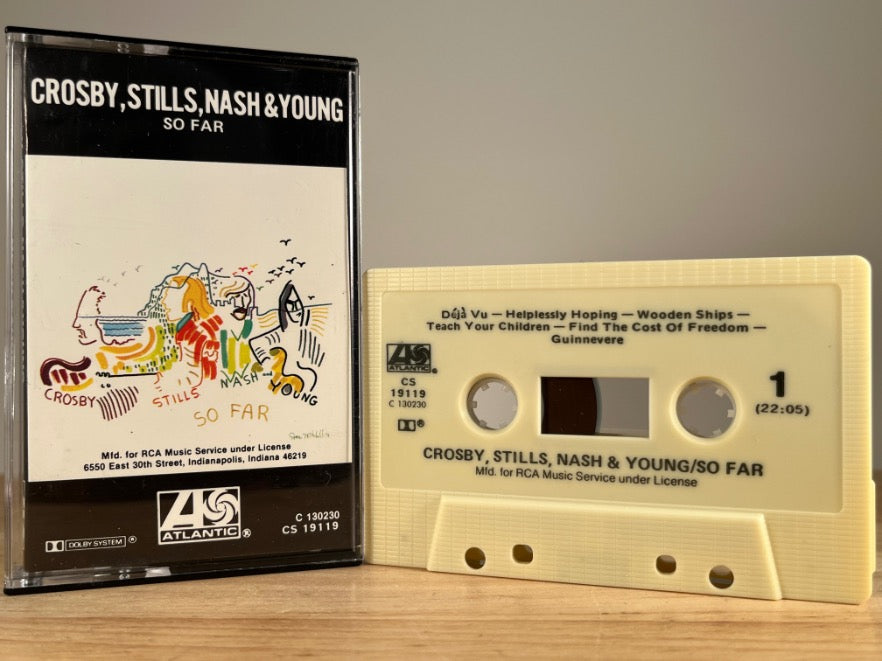 CROSBY, STILLS, NASH & YOUNG
SO FAR
CROSBY
STILLS
NASH and
YOUNG
SO FAR
Mfd. for RCA Music Service under License
6550 East 30th Street, Indianapolis, Indiana 46219
DOLBY SYSTEM ®
ATLANTIC ®
C 130230
CS 19119
Déjà Vu — Helplessly Hoping — Wooden Ships —
Teach Your Children — Find The Cost Of Freedom —
Guinnevere
ATLANTIC ®
CS
19119
C 130230
®
1
(22:05)
CROSBY, STILLS, NASH & YOUNG/SO FAR
Mfd. for RCA Music Service under License